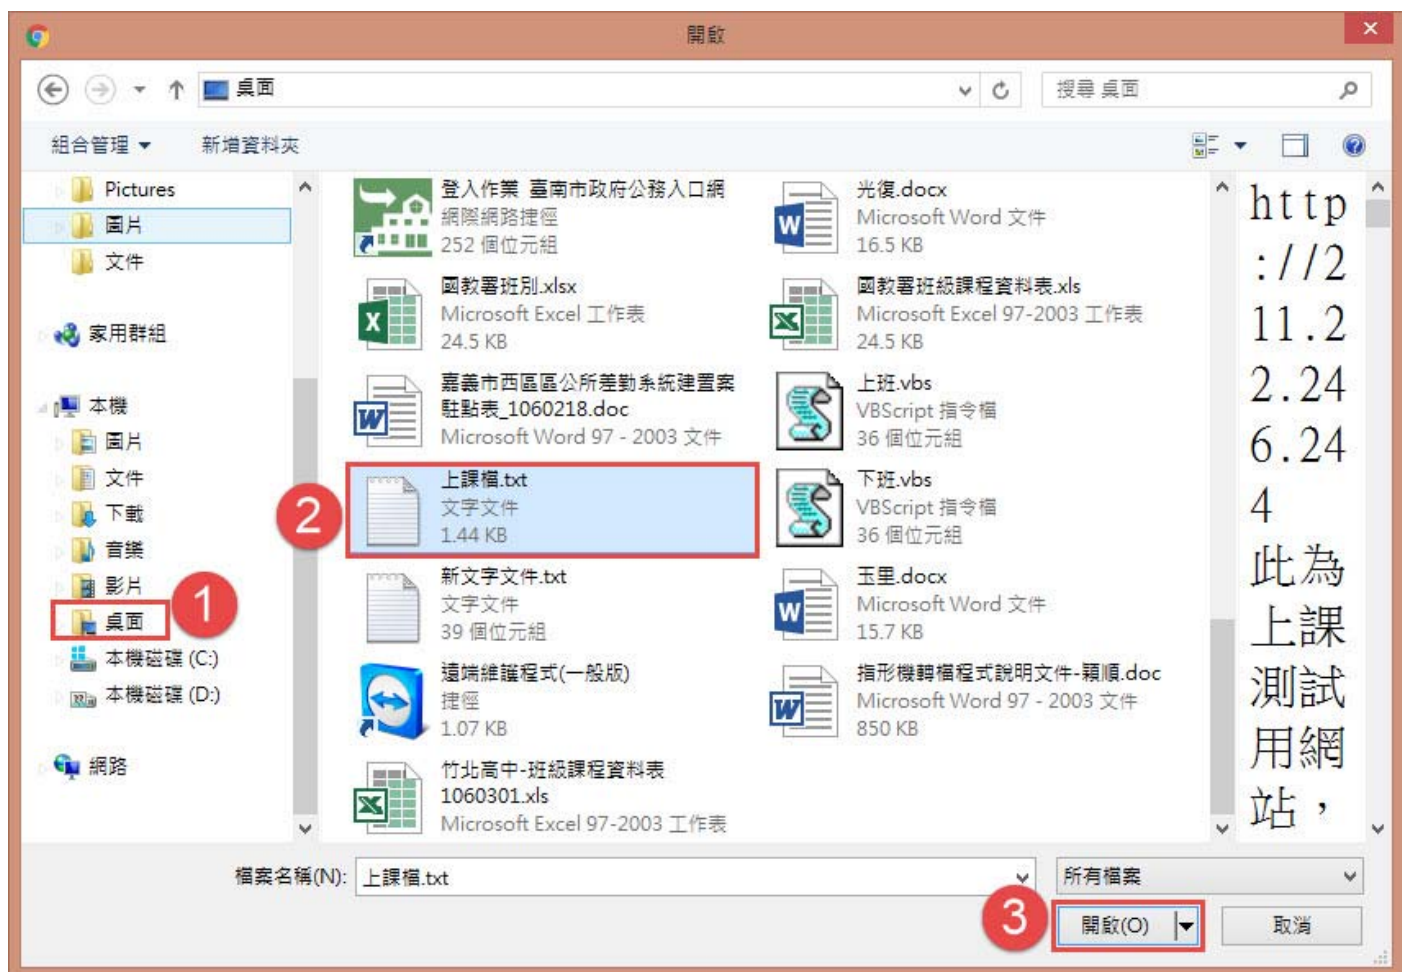 開啟
桌面
搜尋 桌面
組合管理
新增資料夾
Pictures
圖片
文件
家用群組
本機
圖片
文件
下載
音樂
影片
桌面
本機磁碟 (C:)
本機磁碟 (D:)
網路
1
登入作業 臺南市政府公務入口網
網際網路捷徑
252 個位元組
國教署班別.xlsx
Microsoft Excel 工作表
24.5 KB
嘉義市西區區公所差勤系統建置案
駐點表_1060218.doc
Microsoft Word 97 - 2003 文件
2
上課檔.txt
文字文件
1.44 KB
新文字文件.txt
文字文件
39 個位元組
遠端維護程式(一般版)
捷徑
1.07 KB
竹北高中-班級課程資料表
1060301.xls
Microsoft Excel 97-2003 工作表
光復.docx
Microsoft Word 文件
16.5 KB
國教署班級課程資料表.xls
Microsoft Excel 97-2003 工作表
24.5 KB
上班.vbs
VBScript 指令檔
36 個位元組
下班.vbs
VBScript 指令檔
36 個位元組
玉里.docx
Microsoft Word 文件
15.7 KB
指形機轉檔程式說明文件-穎順.doc
Microsoft Word 97 - 2003 文件
850 KB
http
://2
11.2
2.24
6.24
4
此為
上課
測試
用網
站，
檔案名稱(N):
上課檔.txt
所有檔案
3
開啟(O)
取消